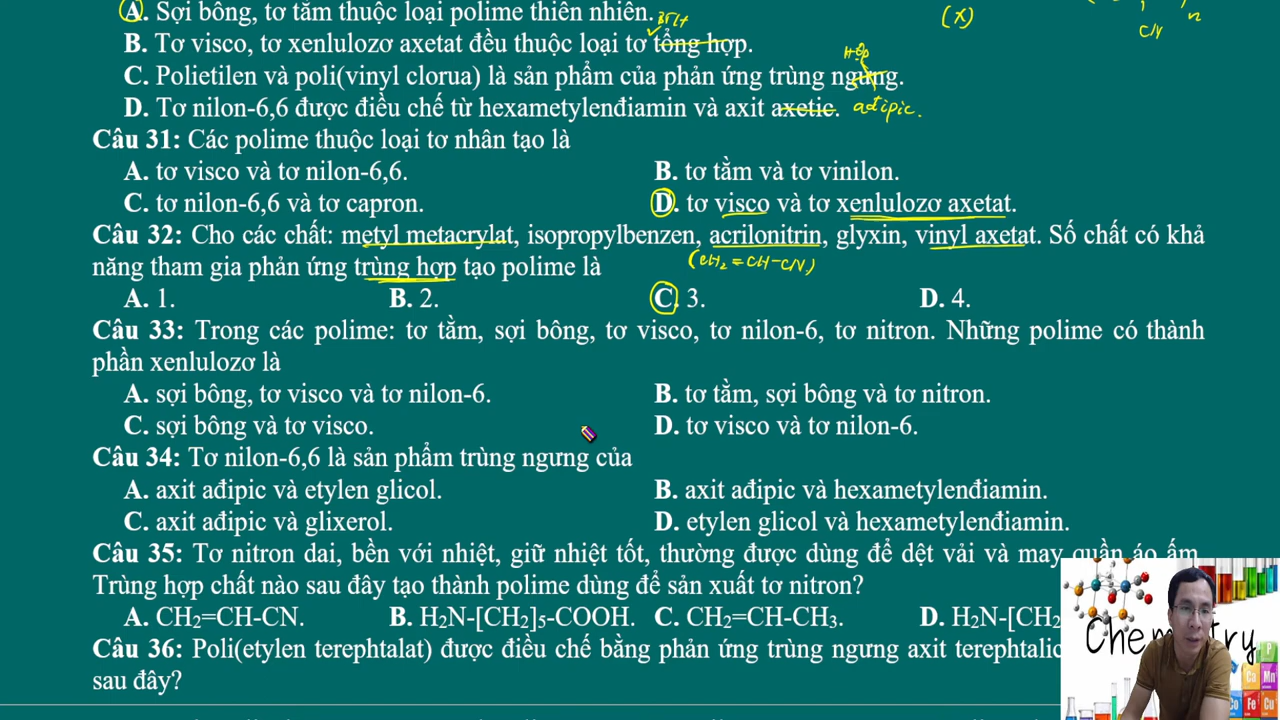 A. Sợi bông, tơ tằm thuộc loại polime thiên nhiên.
(X)
n
C/V
BTH
B. Tơ visco, tơ xenlulozơ axetat đều thuộc loại tơ tổng hợp.
Hợp
C. Polietilen và poli(vinyl clorua) là sản phẩm của phản ứng trùng ngưng.
D. Tơ nilon-6,6 được điều chế từ hexametylenđiamin và axit axetic. ađipic.
Câu 31: Các polime thuộc loại tơ nhân tạo là
A. tơ visco và tơ nilon-6,6. B. tơ tằm và tơ vinilon.
C. tơ nilon-6,6 và tơ capron. D. tơ visco và tơ xenlulozơ axetat.
Câu 32: Cho các chất: metyl metacrylat, isopropylbenzen, acrilonitrin, glyxin, vinyl axetat. Số chất có khả
năng tham gia phản ứng trùng hợp tạo polime là
(CH2=CH-CN)
A. 1. B. 2. C. 3. D. 4.
Câu 33: Trong các polime: tơ tằm, sợi bông, tơ visco, tơ nilon-6, tơ nitron. Những polime có thành
phần xenlulozơ là
A. sợi bông, tơ visco và tơ nilon-6. B. tơ tằm, sợi bông và tơ nitron.
C. sợi bông và tơ visco. D. tơ visco và tơ nilon-6.
Câu 34: Tơ nilon-6,6 là sản phẩm trùng ngưng của
A. axit ađipic và etylen glicol. B. axit ađipic và hexametylenđiamin.
C. axit ađipic và glixerol. D. etylen glicol và hexametylenđiamin.
Câu 35: Tơ nitron dai, bền với nhiệt, giữ nhiệt tốt, thường được dùng để dệt vải và may quần áo ấm.
Trùng hợp chất nào sau đây tạo thành polime dùng để sản xuất tơ nitron?
A. CH2=CH-CN. B. H2N-[CH2]5-COOH. C. CH2=CH-CH3. D. H2N-[CH2
Câu 36: Poli(etylen terephtalat) được điều chế bằng phản ứng trùng ngưng axit terephtalic
sau đây?
Chemistry
P
Ca Mn
Co Fe Cu